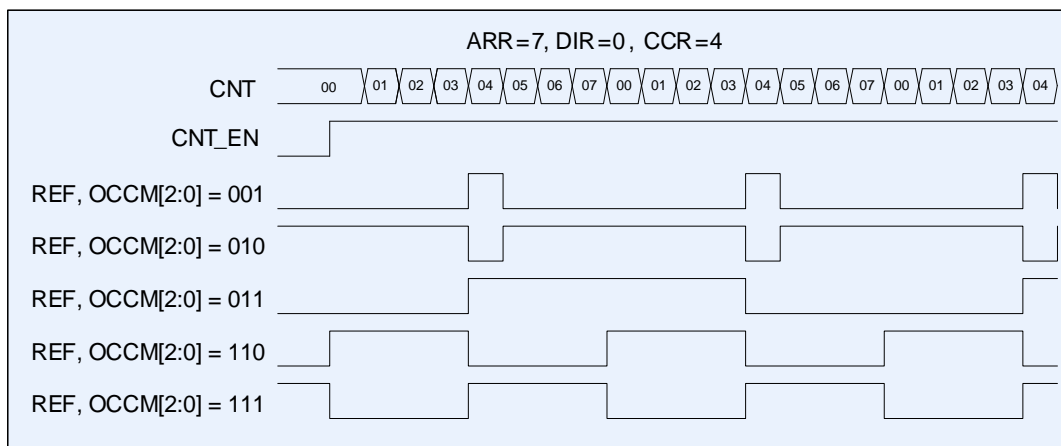 ARR=7, DIR=0, CCR=4
CNT 00 01 02 03 04 05 06 07 00 01 02 03 04 05 06 07 00 01 02 03 04
CNT_EN
REF, OCCM[2:0] = 001
REF, OCCM[2:0] = 010
REF, OCCM[2:0] = 011
REF, OCCM[2:0] = 110
REF, OCCM[2:0] = 111